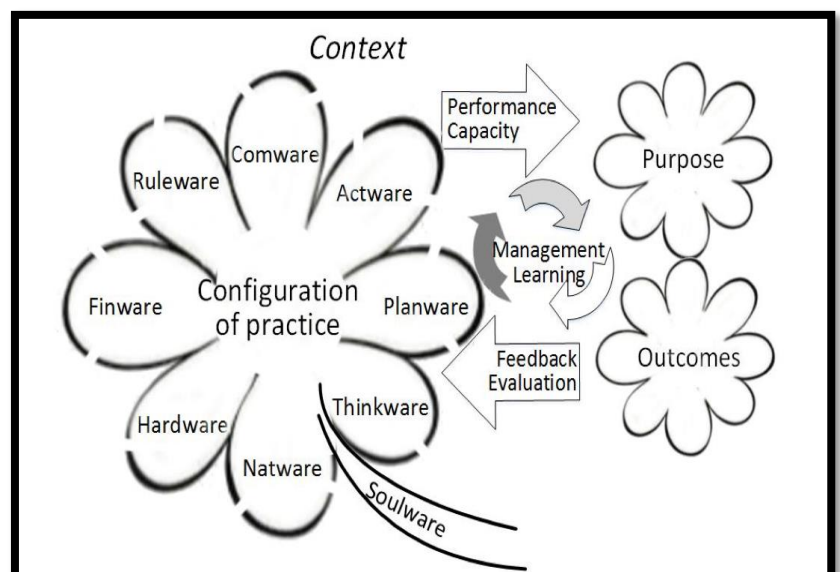 Context
Comware
Ruleware
Actware
Finware
Configuration
of practice
Planware
Hardware
Thinkware
Natware
Soulware
Performance
Capacity
Management
Learning
Feedback
Evaluation
Purpose
Outcomes